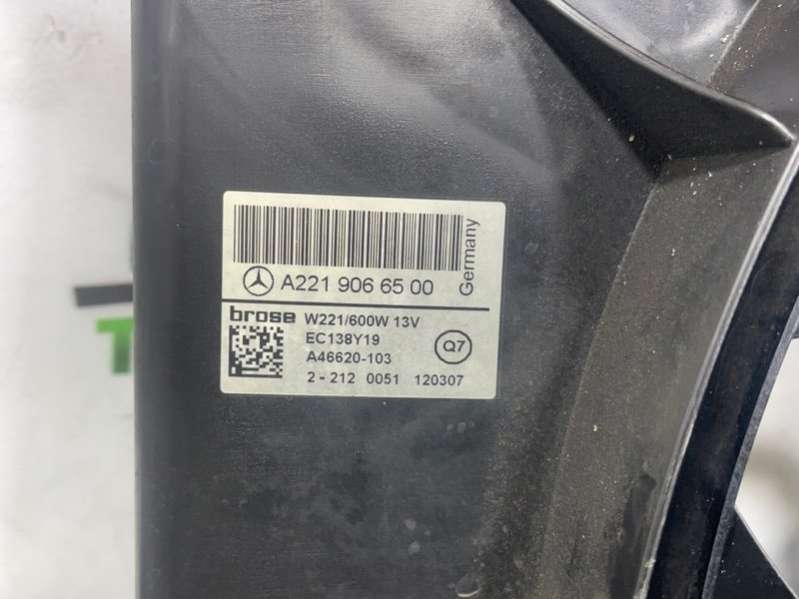 A221 906 65 00
Germany
brose W221/600W 13V
EC138Y19
A46620-103
Q7
2 - 212 0051 120307